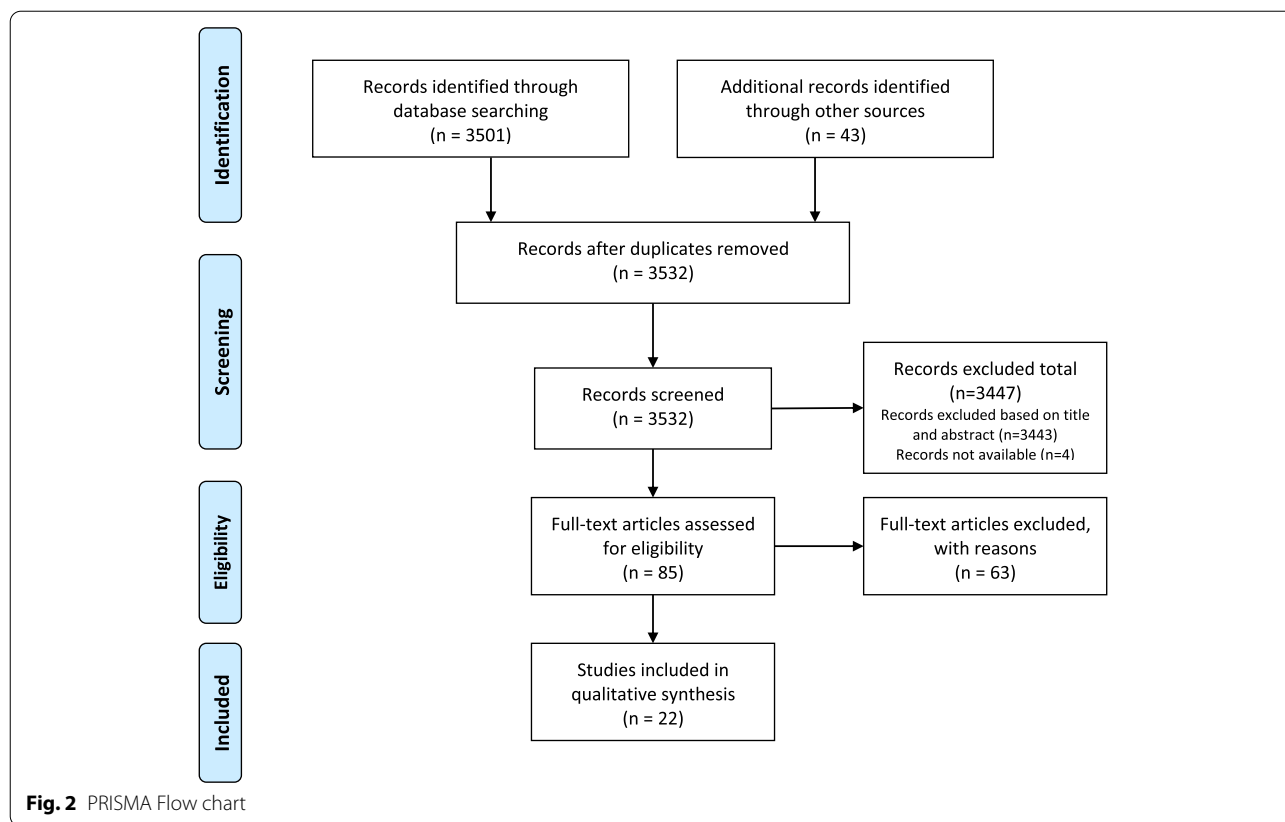 Identification
Records identified through
database searching
(n = 3501)
Additional records identified
through other sources
(n = 43)
Records after duplicates removed
(n = 3532)
Screening
Records screened
(n = 3532)
Records excluded total
(n=3447)
Records excluded based on title
and abstract (n=3443)
Records not available (n=4)
Eligibility
Full-text articles assessed
for eligibility
(n = 85)
Full-text articles excluded,
with reasons
(n = 63)
Included
Studies included in
qualitative synthesis
(n = 22)
Fig. 2 PRISMA Flow chart